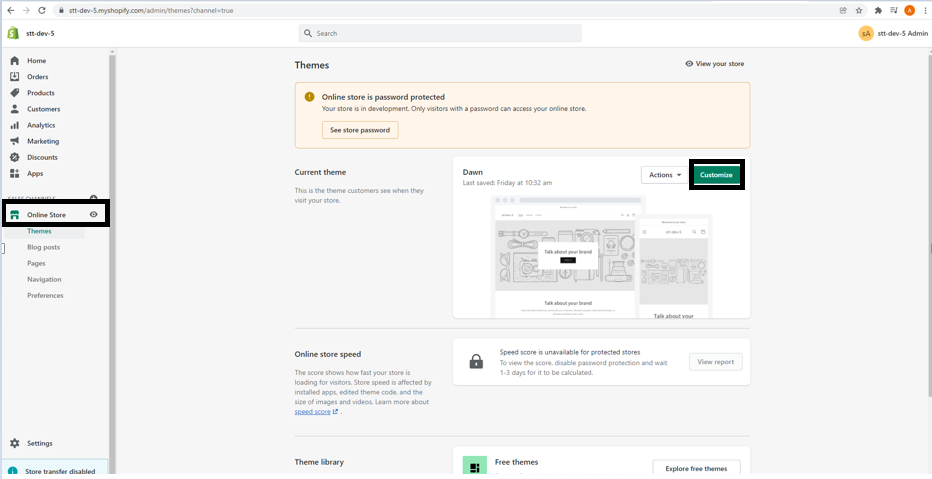 stt-dev-5.myshopify.com/admin/themes?channel=true
A
stt-dev-5
Search
sA
stt-dev-5 Admin
Home
Orders
Products
Customers
Analytics
Marketing
Discounts
Apps
SALES CHANNELS
Online Store
Themes
Blog posts
Pages
Navigation
Preferences
Settings
Store transfer disabled
Themes
View your store
Online store is password protected
Your store is in development. Only visitors with a password can access your online store.
See store password
Current theme
This is the theme customers see when they
visit your store.
Dawn
Last saved: Friday at 10:32 am
Actions
Customize
Talk about your brand
Talk about your brand
Talk about your
Online store speed
The score shows how fast your store is
loading for visitors. Store speed is affected by
installed apps, edited theme code, and the
size of images and videos. Learn more about
speed score .
Speed score is unavailable for protected stores
To view the score, disable password protection and wait
1-3 days for it to be calculated.
View report
Theme library
Free themes
Explore free themes